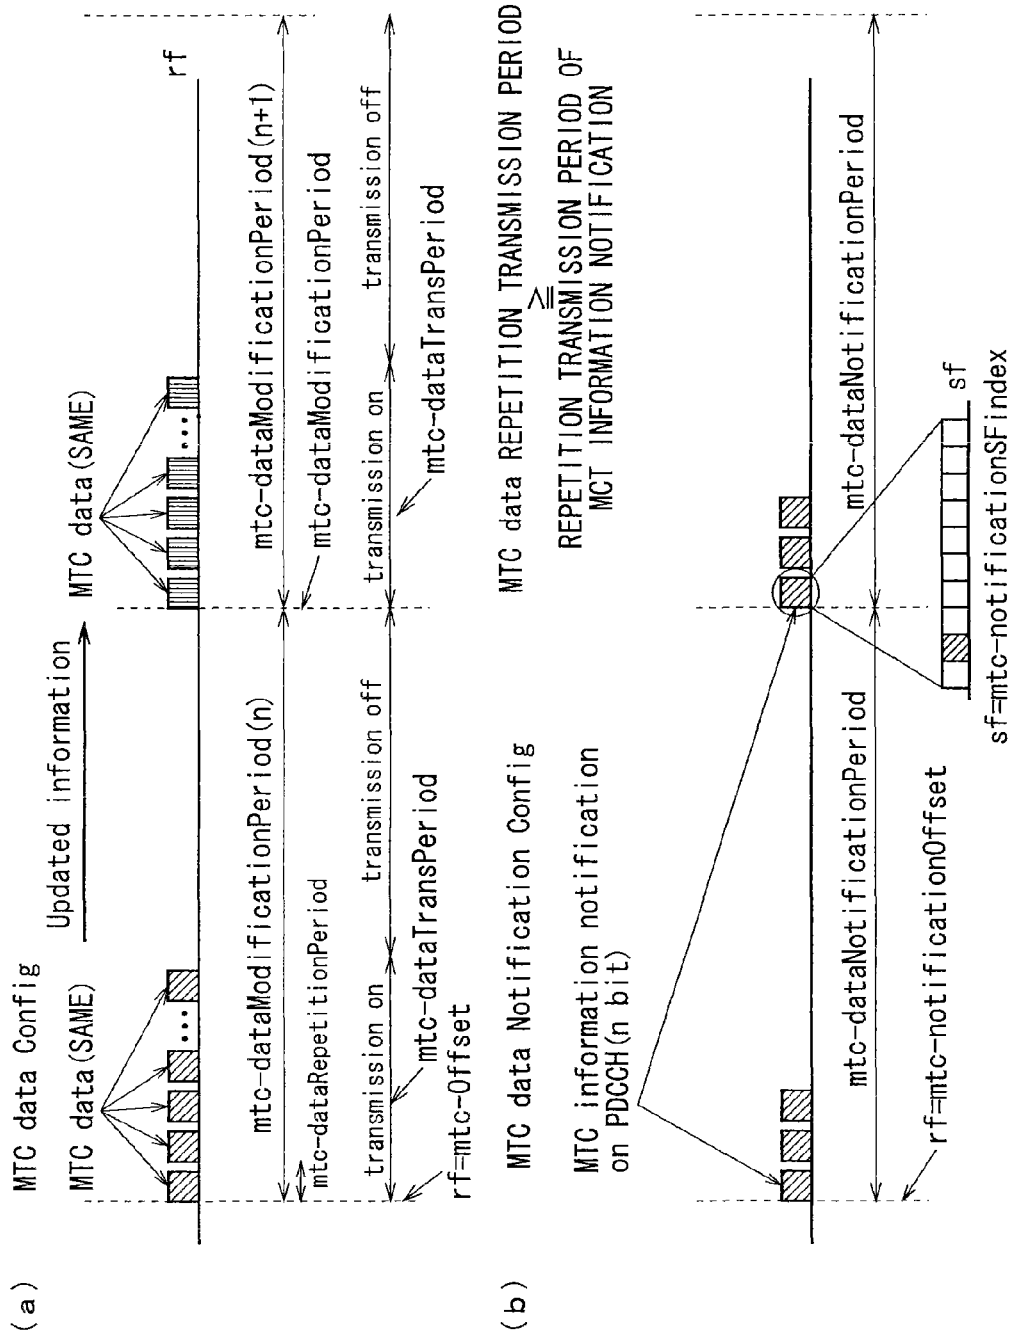 (a)
MTC data Config
MTC data(SAME)
Updated information
MTC data(SAME)
rf
mtc-dataModificationPeriod(n)
mtc-dataModificationPeriod(n+1)
mtc-dataRepetitionPeriod
mtc-dataModificationPeriod
transmission on
transmission off
transmission on
transmission off
mtc-dataTransPeriod
mtc-dataTransPeriod
rf=mtc-Offset
(b)
MTC data Notification Config
MTC data REPETITION TRANSMISSION PERIOD
≧
REPETITION TRANSMISSION PERIOD OF
MCT INFORMATION NOTIFICATION
MTC information notification
on PDCCH(n bit)
mtc-dataNotificationPeriod
mtc-dataNotificationPeriod
rf=mtc-notificationOffset
sf
sf=mtc-notificationSFindex